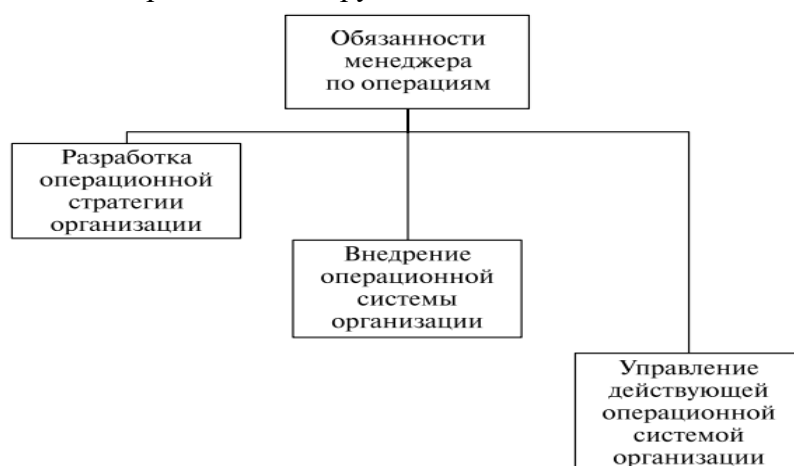 Обязанности
менеджера
по операциям
Разработка
операционной
стратегии
организации
Внедрение
операционной
системы
организации
Управление
действующей
операционной
системой
организации